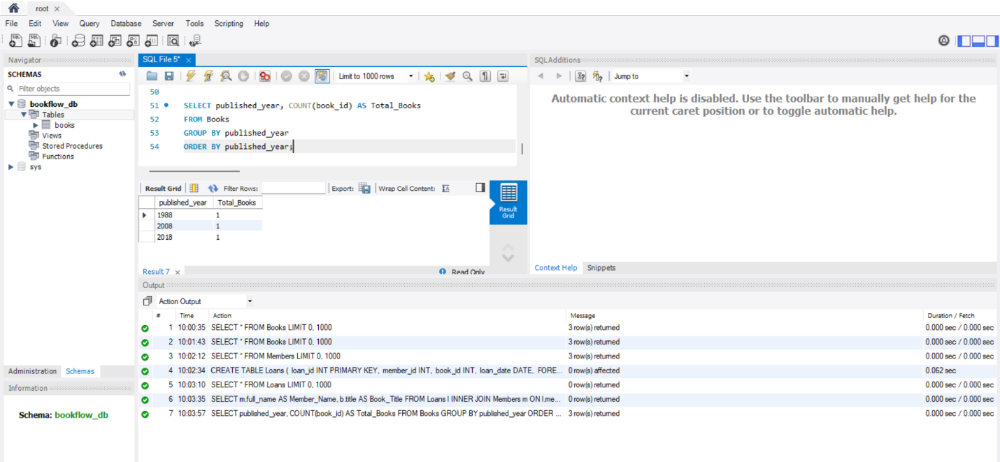 root ×
File Edit View Query Database Server Tools Scripting Help
Navigator
SCHEMAS
Filter objects
bookflow_db
Tables
books
Views
Stored Procedures
Functions
sys
Administration Schemas
Information
Schema: bookflow_db
SQL File 5* ×
Limit to 1000 rows
50
51 SELECT published_year, COUNT(book_id) AS Total_Books
52 FROM Books
53 GROUP BY published_year
54 ORDER BY published_year;
Result Grid Filter Rows: Export: Wrap Cell Content:
published_year Total_Books
1988 1
2008 1
2018 1
Result Grid
Result 7 × Read Only
SQLAdditions
Jump to
Automatic context help is disabled. Use the toolbar to manually get help for the
current caret position or to toggle automatic help.
Context Help Snippets
Output
Action Output
# Time Action Message Duration / Fetch
1 10:00:35 SELECT * FROM Books LIMIT 0, 1000 3 row(s) returned 0.000 sec / 0.000 sec
2 10:01:43 SELECT * FROM Books LIMIT 0, 1000 3 row(s) returned 0.000 sec / 0.000 sec
3 10:02:12 SELECT * FROM Members LIMIT 0, 1000 3 row(s) returned 0.000 sec / 0.000 sec
4 10:02:34 CREATE TABLE Loans ( loan_id INT PRIMARY KEY, member_id INT, book_id INT, loan_date DATE, FORE... 0 row(s) affected 0.062 sec
5 10:03:10 SELECT * FROM Loans LIMIT 0, 1000 0 row(s) returned 0.000 sec / 0.000 sec
6 10:03:35 SELECT m.full_name AS Member_Name, b.title AS Book_Title FROM Loans l INNER JOIN Members m ON l.me... 0 row(s) returned 0.000 sec / 0.000 sec
7 10:03:57 SELECT published_year, COUNT(book_id) AS Total_Books FROM Books GROUP BY published_year ORDER ... 3 row(s) returned 0.000 sec / 0.000 sec